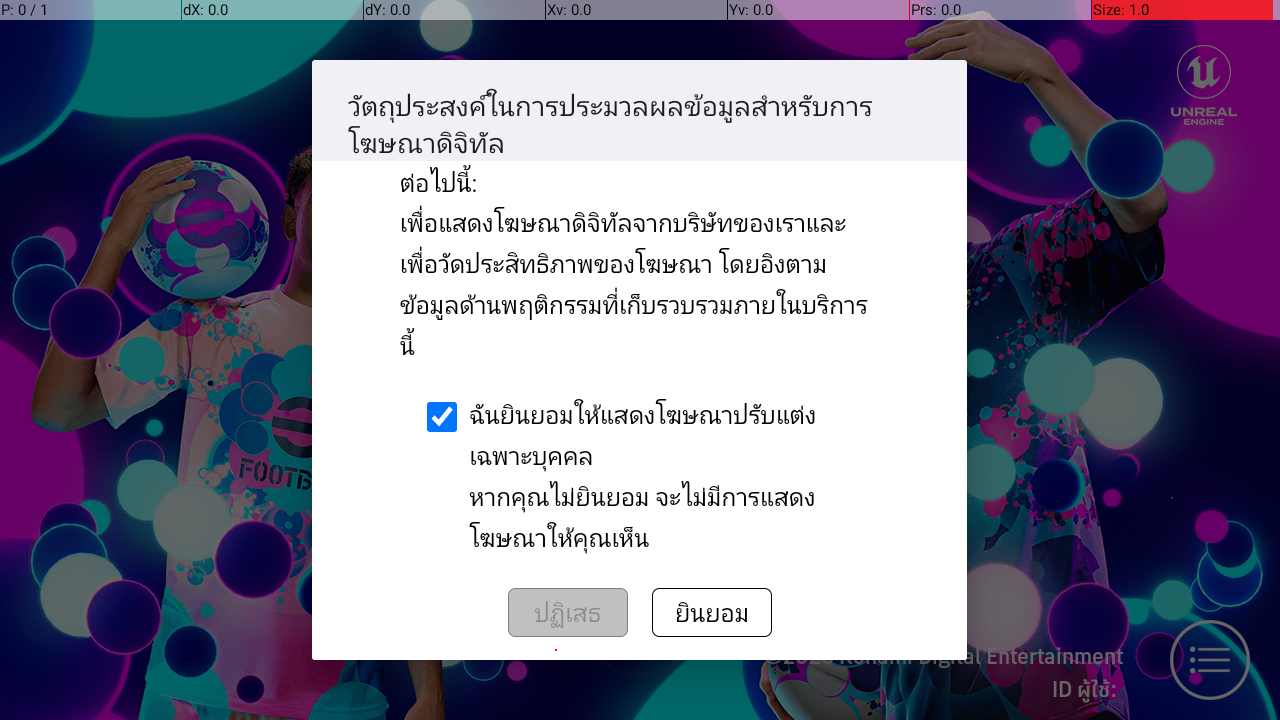 P: 0 / 1
dX: 0.0
dY: 0.0
Xv: 0.0
Yv: 0.0
Prs: 0.0
Size: 1.0
UNREAL
ENGINE
วัตถุประสงค์ในการประมวลผลข้อมูลสำหรับการ
โฆษณาดิจิทัล
ต่อไปนี้:
เพื่อแสดงโฆษณาดิจิทัลจากบริษัทของเราและ
เพื่อวัดประสิทธิภาพของโฆษณา โดยอิงตาม
ข้อมูลด้านพฤติกรรมที่เก็บรวบรวมภายในบริการ
นี้
ฉันยินยอมให้แสดงโฆษณาปรับแต่ง
เฉพาะบุคคล
หากคุณไม่ยินยอม จะไม่มีการแสดง
โฆษณาให้คุณเห็น
ปฏิเสธ
ยินยอม
Konami Digital Entertainment
ID ผู้ใช้: